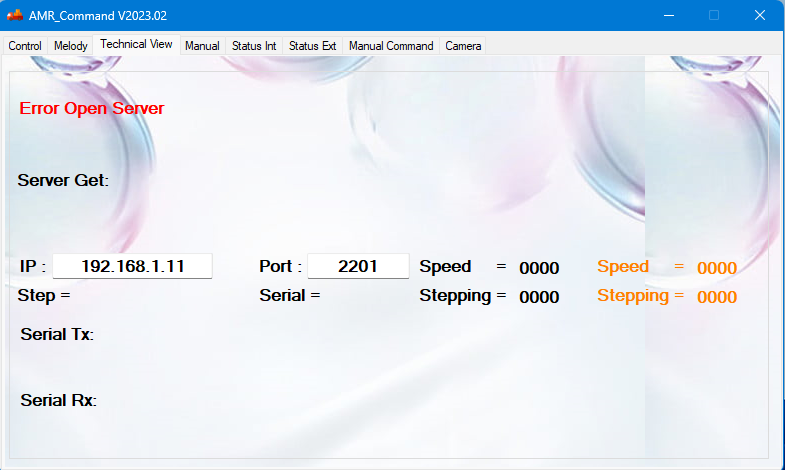 AMR_Command V2023.02
Control Melody Technical View Manual Status Int Status Ext Manual Command Camera
Error Open Server
Server Get:
IP : 192.168.1.11 Port : 2201 Speed = 0000 Speed = 0000
Step = Serial = Stepping = 0000 Stepping = 0000
Serial Tx:
Serial Rx: